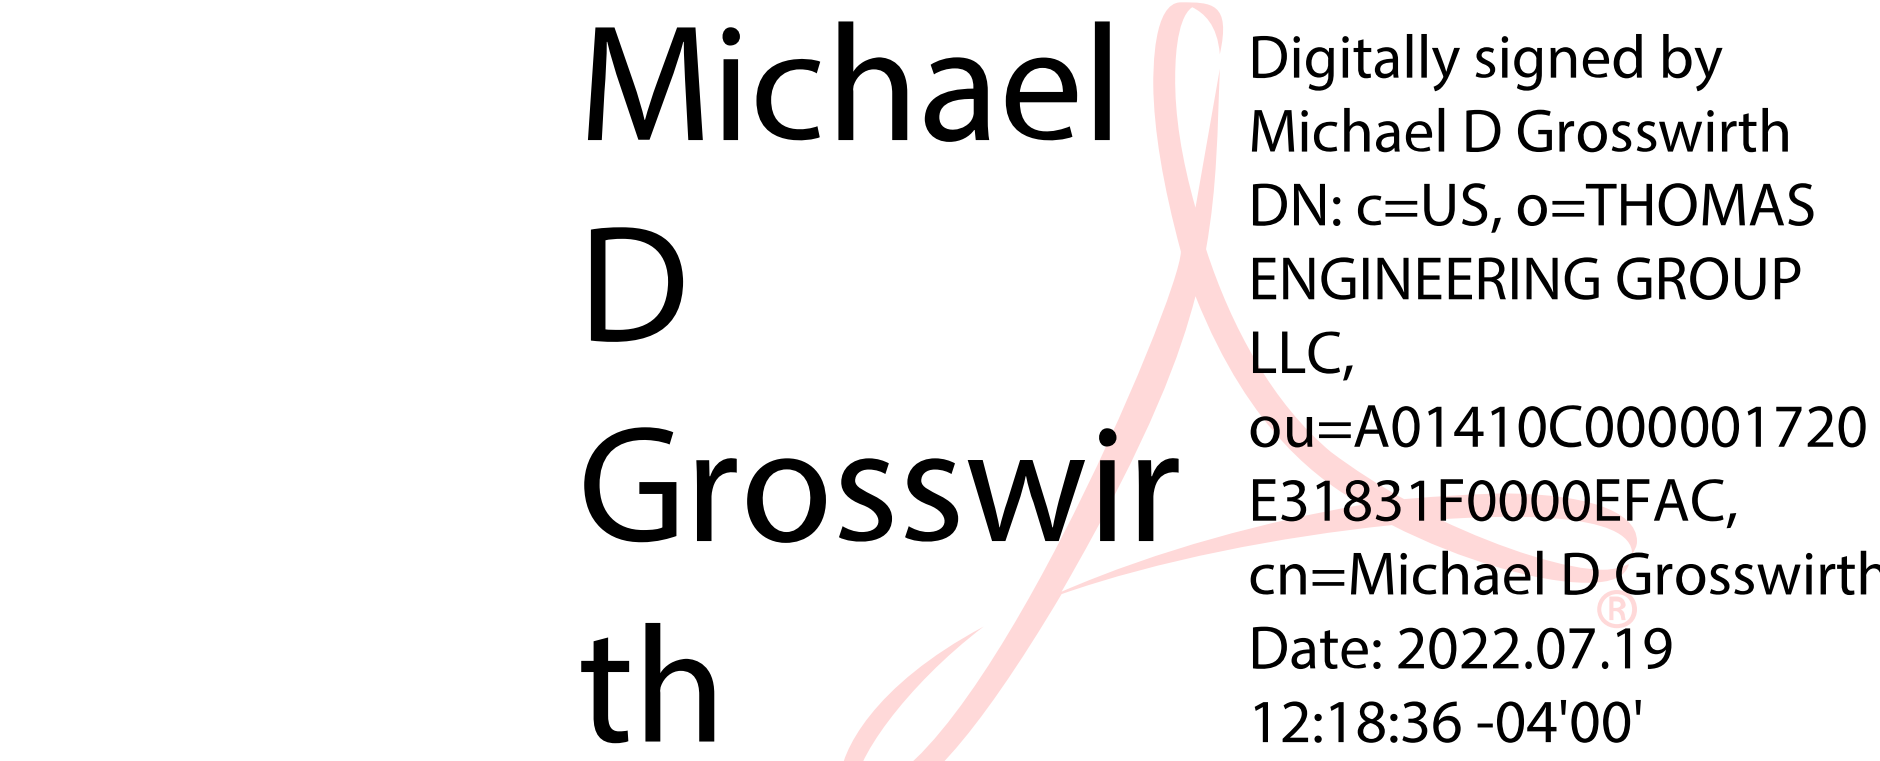 Michael
D
Grosswir
th
Digitally signed by
Michael D Grosswirth
DN: c=US, o=THOMAS
ENGINEERING GROUP
LLC,
ou=A01410C000001720
E31831F0000EFAC,
cn=Michael D Grosswirth
Date: 2022.07.19
12:18:36 -04'00'
®